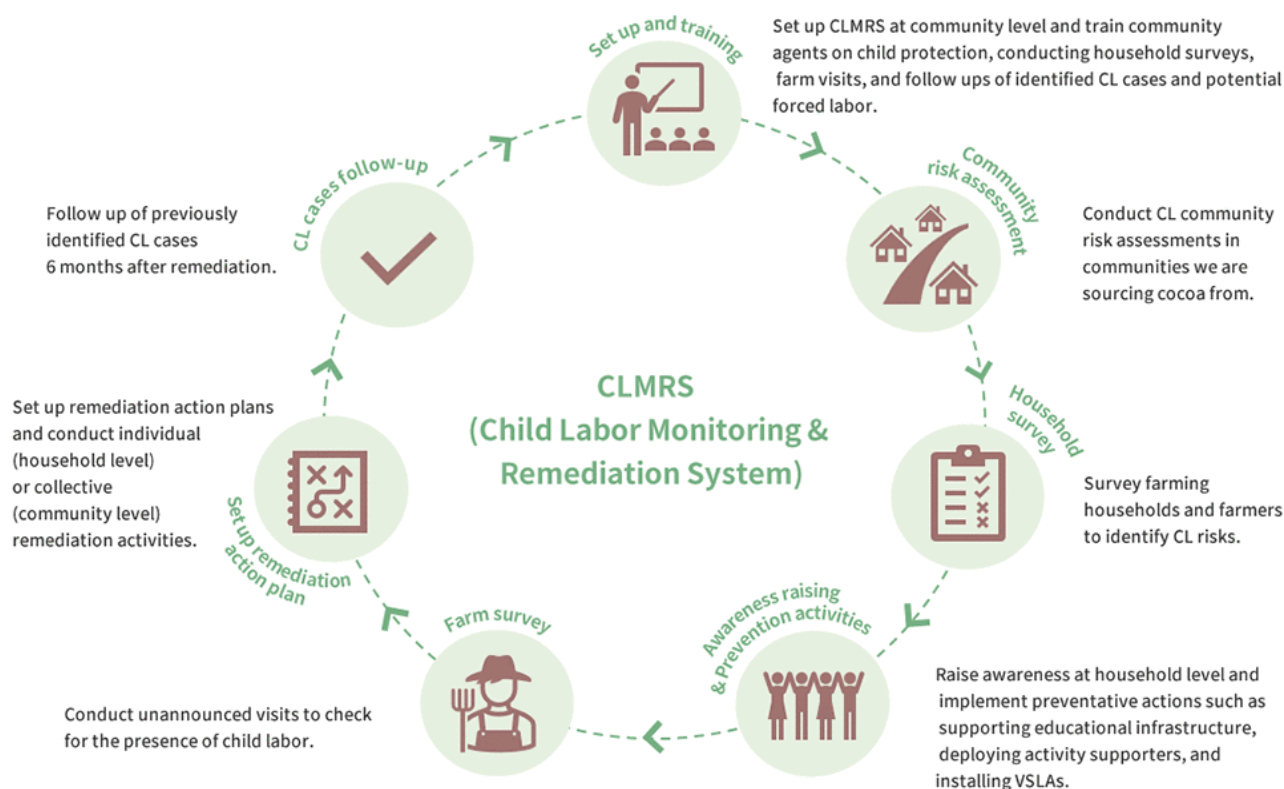 Set up and training
Set up CLMRS at community level and train community
agents on child protection, conducting household surveys,
farm visits, and follow ups of identified CL cases and potential
forced labor.
Community
risk assessment
Conduct CL community
risk assessments in
communities we are
sourcing cocoa from.
Household
survey
Survey farming
households and farmers
to identify CL risks.
Awareness raising
& Prevention activities
Raise awareness at household level and
implement preventative actions such as
supporting educational infrastructure,
deploying activity supporters, and
installing VSLAs.
Farm survey
Conduct unannounced visits to check
for the presence of child labor.
Set up remediation
action plan
Set up remediation action plans
and conduct individual
(household level)
or collective
(community level)
remediation activities.
CL cases follow-up
Follow up of previously
identified CL cases
6 months after remediation.
CLMRS
(Child Labor Monitoring &
Remediation System)